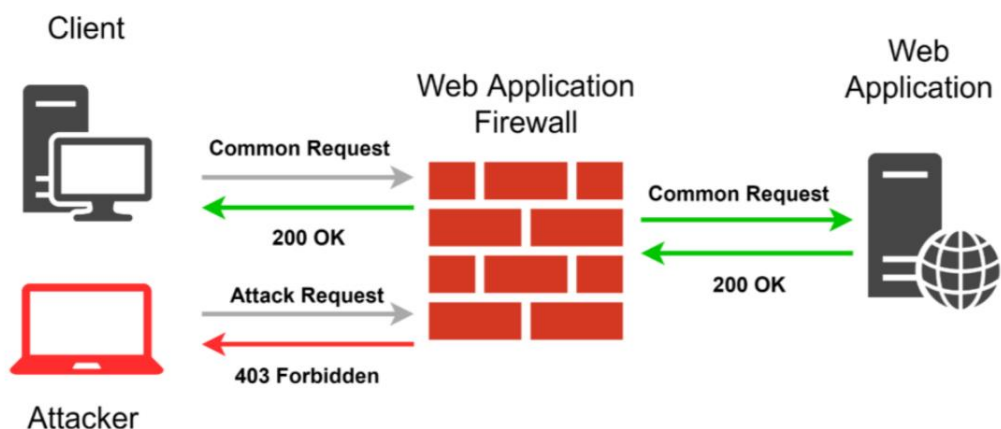 Client
Web Application
Firewall
Web
Application
Common Request
200 OK
Common Request
200 OK
Attack Request
403 Forbidden
Attacker